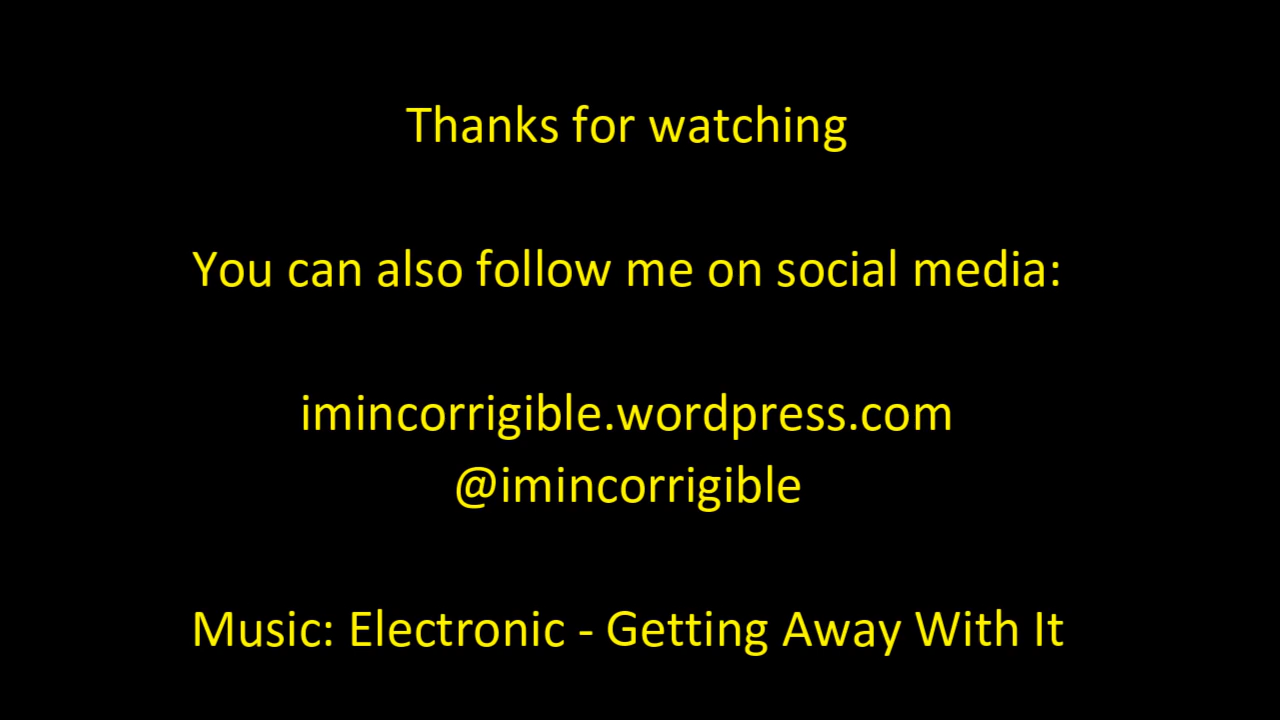 Thanks for watching
You can also follow me on social media:
imincorrigible.wordpress.com
@imincorrigible
Music: Electronic - Getting Away With It